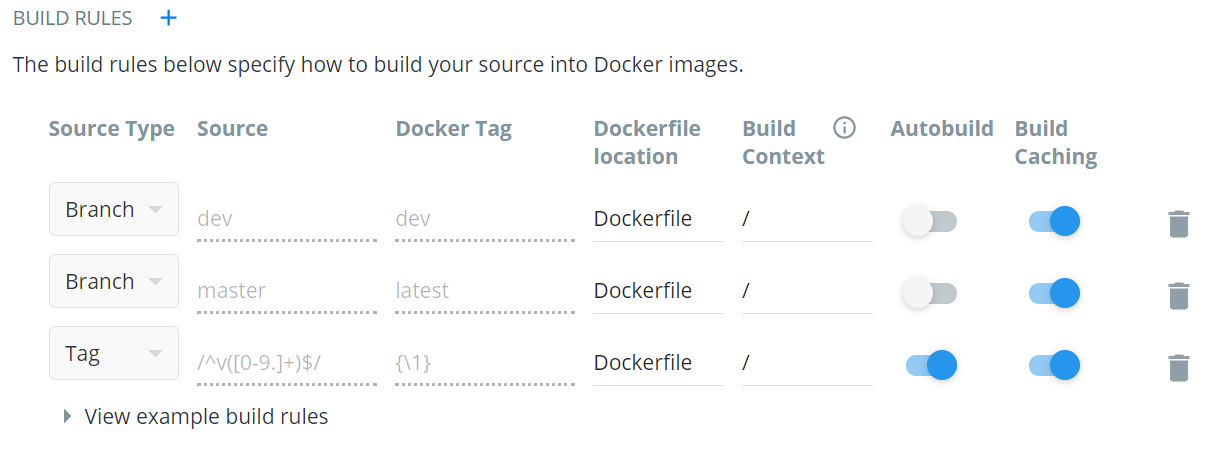 BUILD RULES +
The build rules below specify how to build your source into Docker images.
Source Type Source Docker Tag Dockerfile location Build Context Autobuild Build Caching
Branch dev dev Dockerfile /
Branch master latest Dockerfile /
Tag /^v([0-9.]+)$/ {\1} Dockerfile /
View example build rules